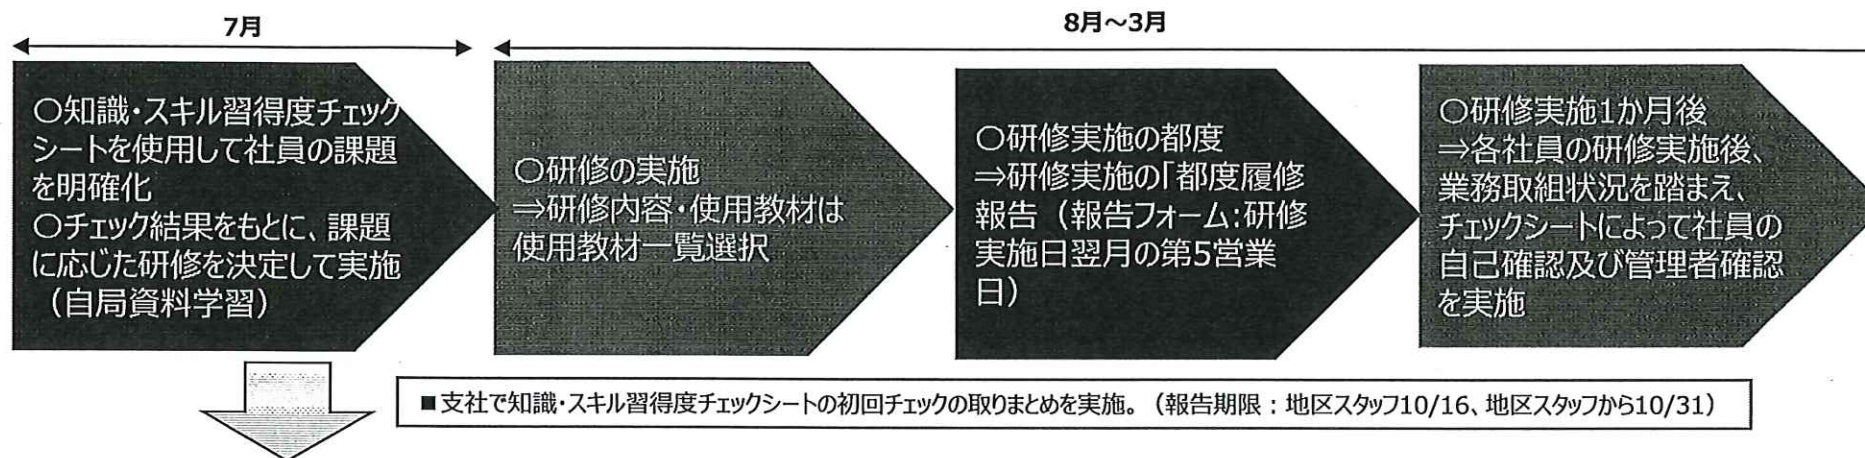 7月
8月～3月
○知識・スキル習得度チェック
シートを使用して社員の課題
を明確化
○チェック結果をもとに、課題
に応じた研修を決定して実施
（自局資料学習）
○研修の実施
⇒研修内容・使用教材は
使用教材一覧選択
○研修実施の都度
⇒研修実施の「都度履修
報告（報告フォーム:研修
実施日翌月の第5営業
日）
○研修実施1か月後
⇒各社員の研修実施後、
業務取組状況を踏まえ、
チェックシートによって社員の
自己確認及び管理者確認
を実施
■支社で知識・スキル習得度チェックシートの初回チェックの取りまとめを実施。（報告期限：地区スタッフ10/16、地区スタッフから10/31）